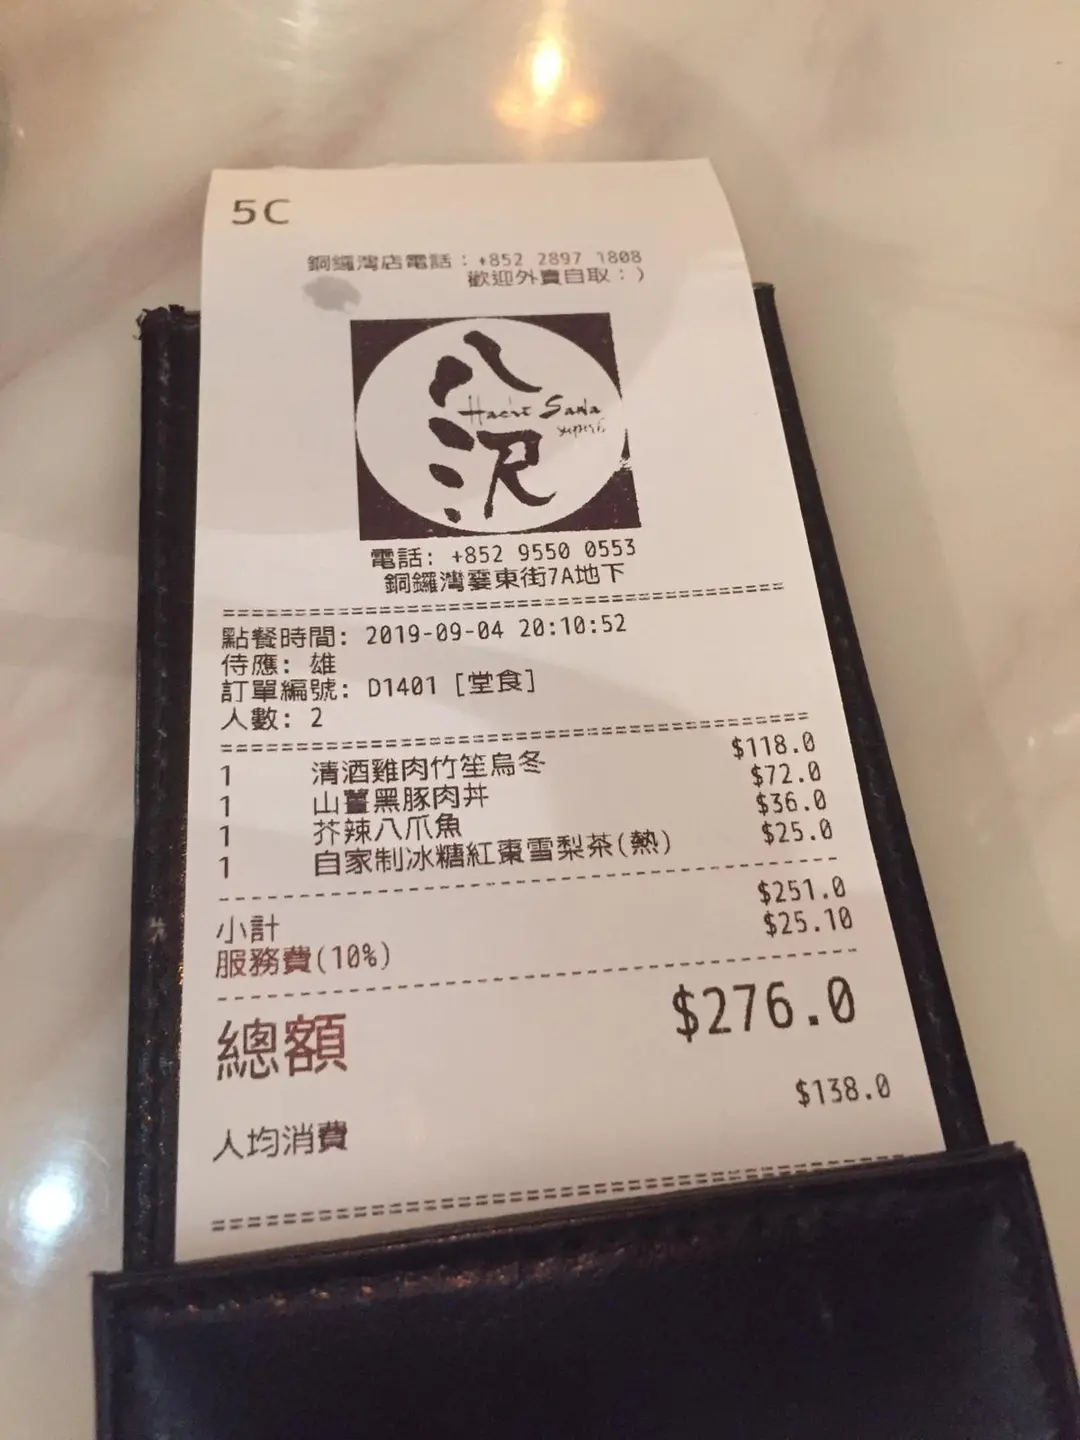 5C
銅鑼灣店電話：+852 2897 1808
歡迎外賣自取：)
八沢
Hachi Sawa
電話: +852 9550 0553
銅鑼灣耀東街7A地下
點餐時間: 2019-09-04 20:10:52
侍應: 雄
訂單編號: D1401 [堂食]
人數: 2
1 清酒雞肉竹笙烏冬 $118.0
1 山薑黑豚肉丼 $72.0
1 芥辣八爪魚 $36.0
1 自家制冰糖紅棗雪梨茶(熱) $25.0
小計 $251.0
服務費(10%) $25.10
總額 $276.0
人均消費 $138.0